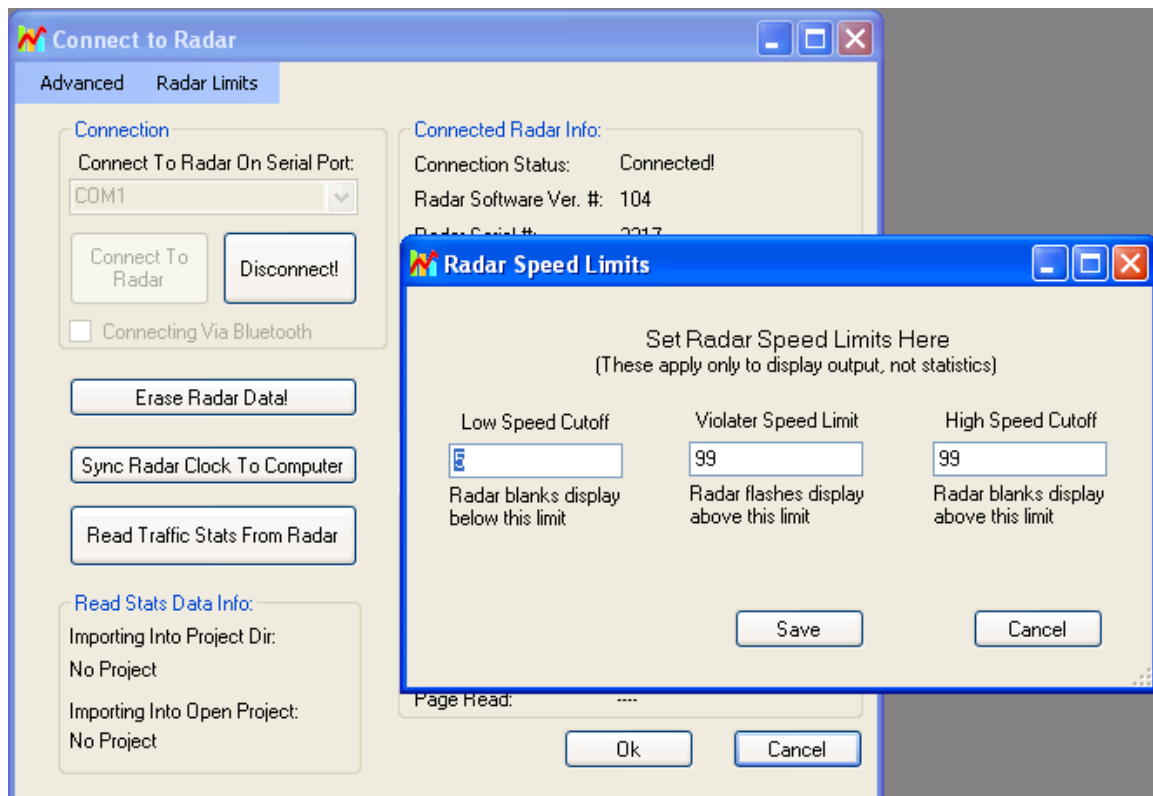 Connect to Radar
Advanced Radar Limits
Connection
Connect To Radar On Serial Port:
COM1
Connect To
Radar
Disconnect!
Connecting Via Bluetooth
Erase Radar Data!
Sync Radar Clock To Computer
Read Traffic Stats From Radar
Read Stats Data Info:
Importing Into Project Dir:
No Project
Importing Into Open Project:
No Project
Connected Radar Info:
Connection Status: Connected!
Radar Software Ver. #: 104
Radar Serial #: 2217
Radar Speed Limits
Set Radar Speed Limits Here
(These apply only to display output, not statistics)
Low Speed Cutoff
5
Radar blanks display
below this limit
Violater Speed Limit
99
Radar flashes display
above this limit
High Speed Cutoff
99
Radar blanks display
above this limit
Save Cancel
Page Read: ----
Ok Cancel